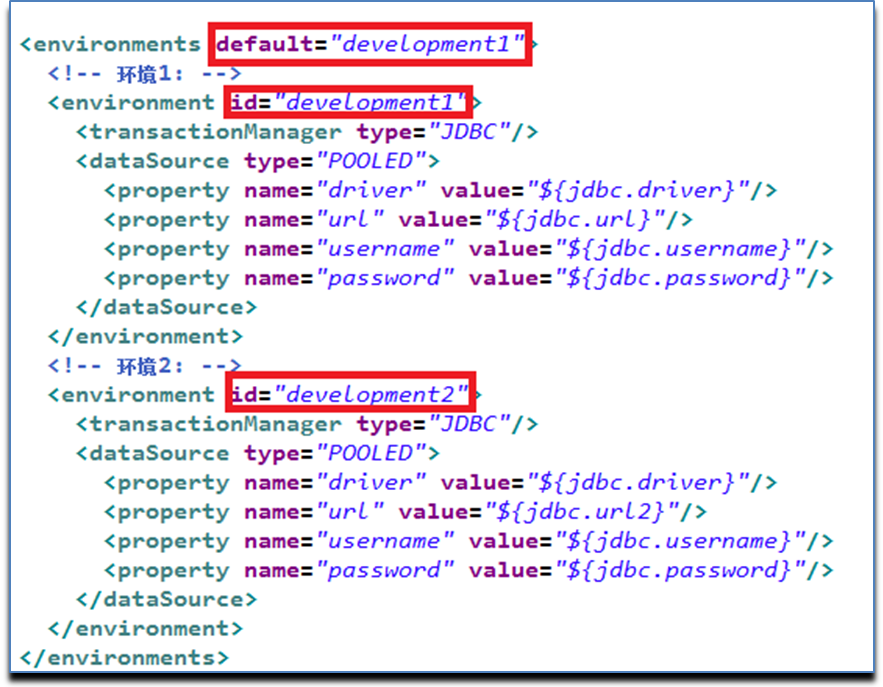 <environments default="development1">
<!-- 环境1: -->
<environment id="development1">
<transactionManager type="JDBC"/>
<dataSource type="POOLED">
<property name="driver" value="${jdbc.driver}"/>
<property name="url" value="${jdbc.url}"/>
<property name="username" value="${jdbc.username}"/>
<property name="password" value="${jdbc.password}"/>
</dataSource>
</environment>
<!-- 环境2: -->
<environment id="development2">
<transactionManager type="JDBC"/>
<dataSource type="POOLED">
<property name="driver" value="${jdbc.driver}"/>
<property name="url" value="${jdbc.url2}"/>
<property name="username" value="${jdbc.username}"/>
<property name="password" value="${jdbc.password}"/>
</dataSource>
</environment>
</environments>